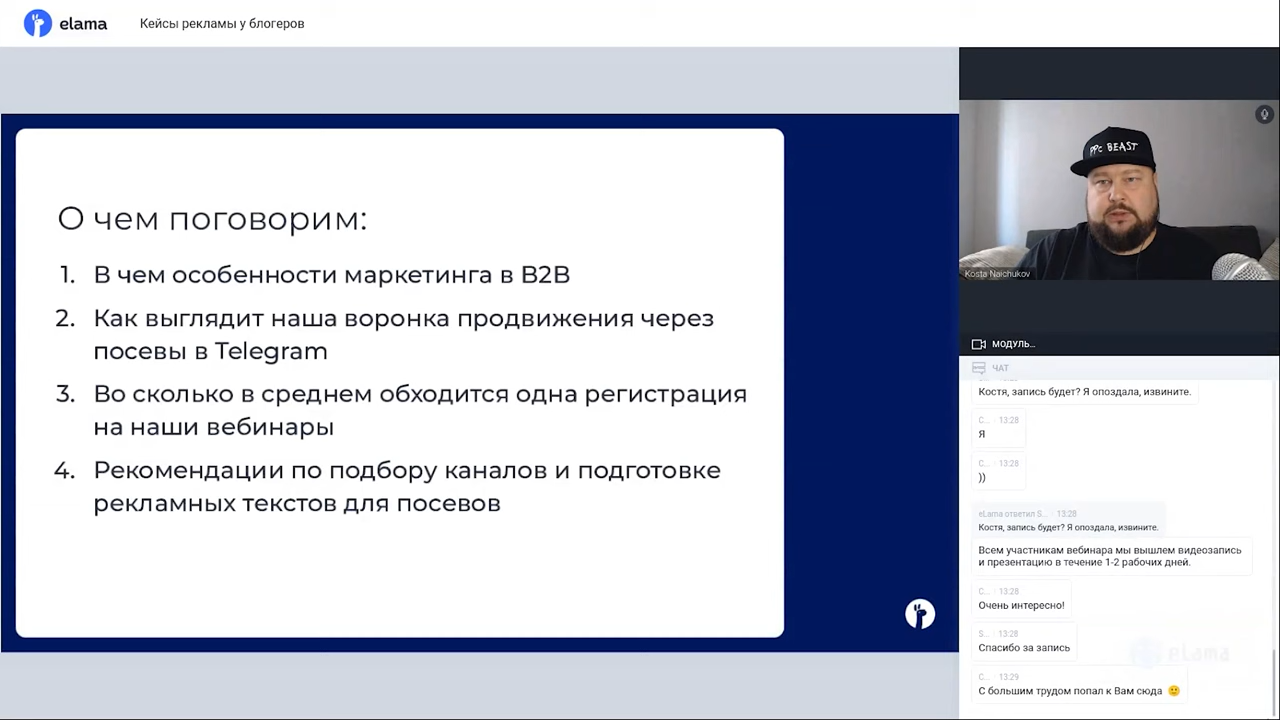 elama
Кейсы рекламы у блогеров
О чем поговорим:
1. В чем особенности маркетинга в B2B
2. Как выглядит наша воронка продвижения через
посевы в Telegram
3. Во сколько в среднем обходится одна регистрация
на наши вебинары
4. Рекомендации по подбору каналов и подготовке
рекламных текстов для посевов
PPC BEAST
Kosta Naichukov
МОДУЛЬ...
ЧАТ
Костя, запись будет? Я опоздала, извините.
С... 13:28
Я
С... 13:28
))
eLama ответил S... · 13:28
Костя, запись будет? Я опоздала, извините.
Всем участникам вебинара мы вышлем видеозапись
и презентацию в течение 1-2 рабочих дней.
С... 13:28
Очень интересно!
S... 13:28
Спасибо за запись
С... 13:29
С большим трудом попал к Вам сюда 🙂
eLama